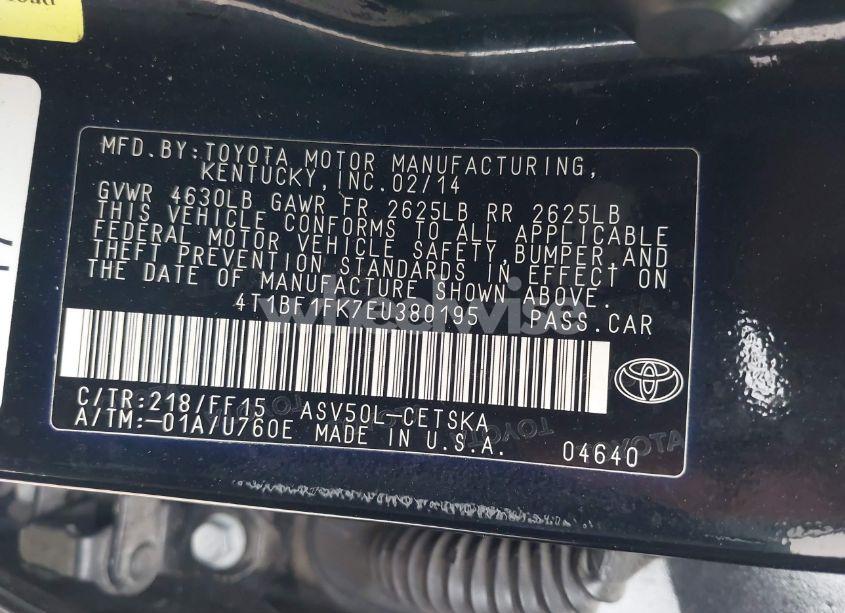 MFD.BY:TOYOTA MOTOR MANUFACTURING,
KENTUCKY, INC.02/14
GVWR 4630LB GAWR FR 2625LB RR 2625LB
THIS VEHICLE CONFORMS TO ALL APPLICABLE
FEDERAL MOTOR VEHICLE SAFETY,BUMPER,AND
THEFT PREVENTION STANDARDS IN EFFECT ON
THE DATE OF MANUFACTURE SHOWN ABOVE.
4T1BF1FK7EU380195 PASS.CAR
C/TR:218/FF15 ASV50L-CETSKA
A/TM:-01A/U760E MADE IN U.S.A.
04640
wheelwise
TOYOTA